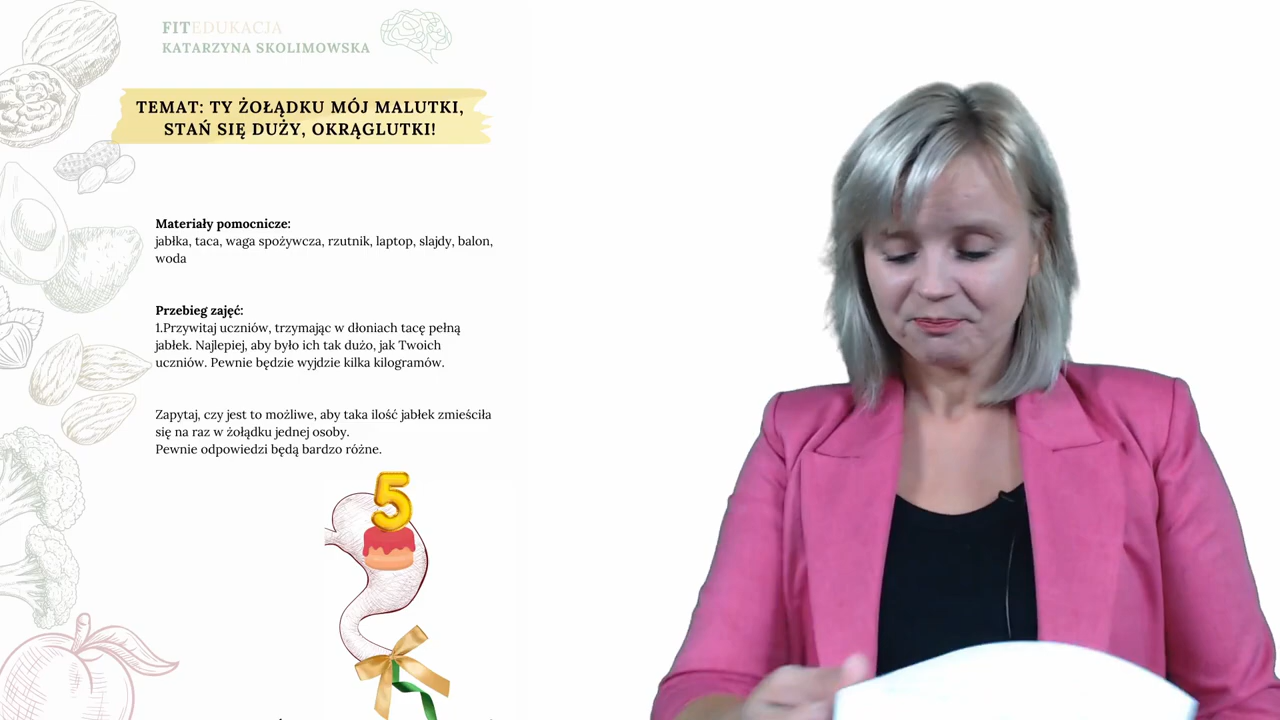 FITEDUKACJA
KATARZYNA SKOLIMOWSKA
TEMAT: TY ŻOŁĄDKU MÓJ MALUTKI,
STAŃ SIĘ DUŻY, OKRĄGLUTKI!
Materiały pomocnicze:
jabłka, taca, waga spożywcza, rzutnik, laptop, slajdy, balon,
woda
Przebieg zajęć:
1.Przywitaj uczniów, trzymając w dłoniach tacę pełną
jabłek. Najlepiej, aby było ich tak dużo, jak Twoich
uczniów. Pewnie będzie wyjdzie kilka kilogramów.
Zapytaj, czy jest to możliwe, aby taka ilość jabłek zmieściła
się na raz w żołądku jednej osoby.
Pewnie odpowiedzi będą bardzo różne.
5